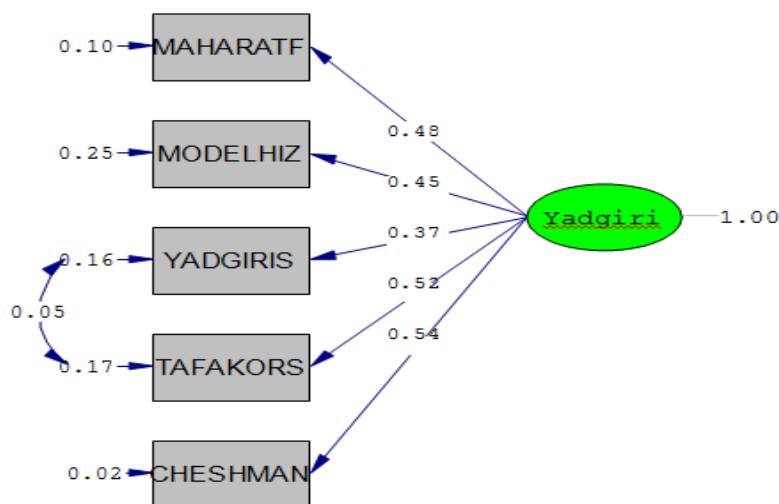 0.10 MAHARATF
0.48
0.25 MODELHIZ
0.45
Yadgiri 1.00
0.37
0.16 YADGIRIS
0.52
0.05
0.54
0.17 TAFAKORS
0.02 CHESHMAN